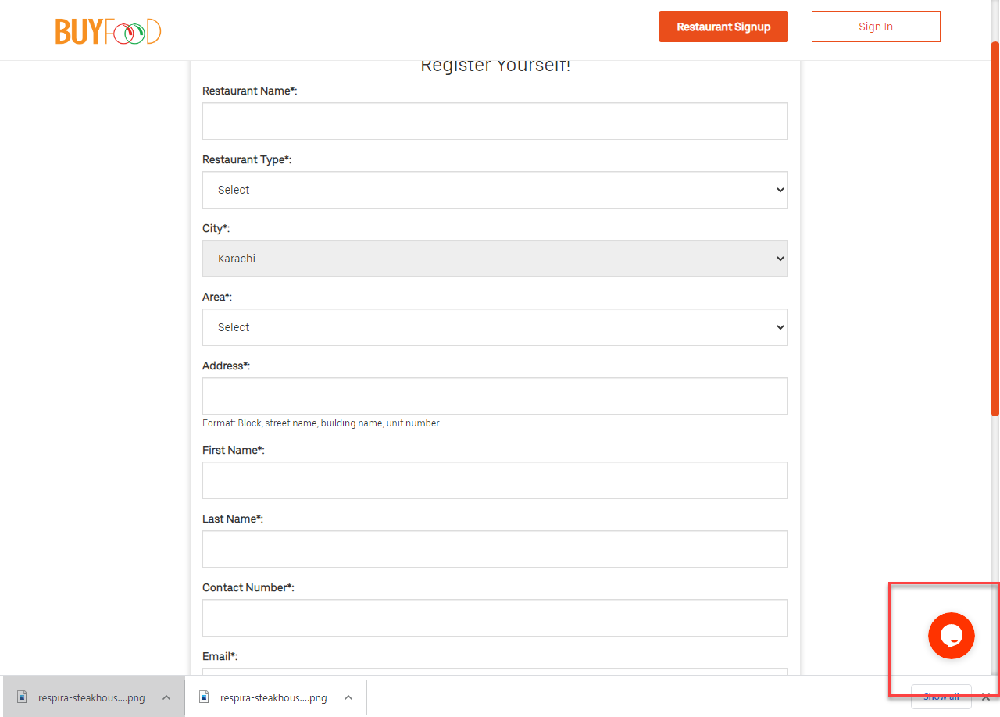 BUYFOOD
Restaurant Signup
Sign In
Register Yourself!
Restaurant Name*:
Restaurant Type*:
Select
City*:
Karachi
Area*:
Select
Address*:
Format: Block, street name, building name, unit number
First Name*:
Last Name*:
Contact Number*:
Email*:
respira-steakhous....png
respira-steakhous....png
Show all